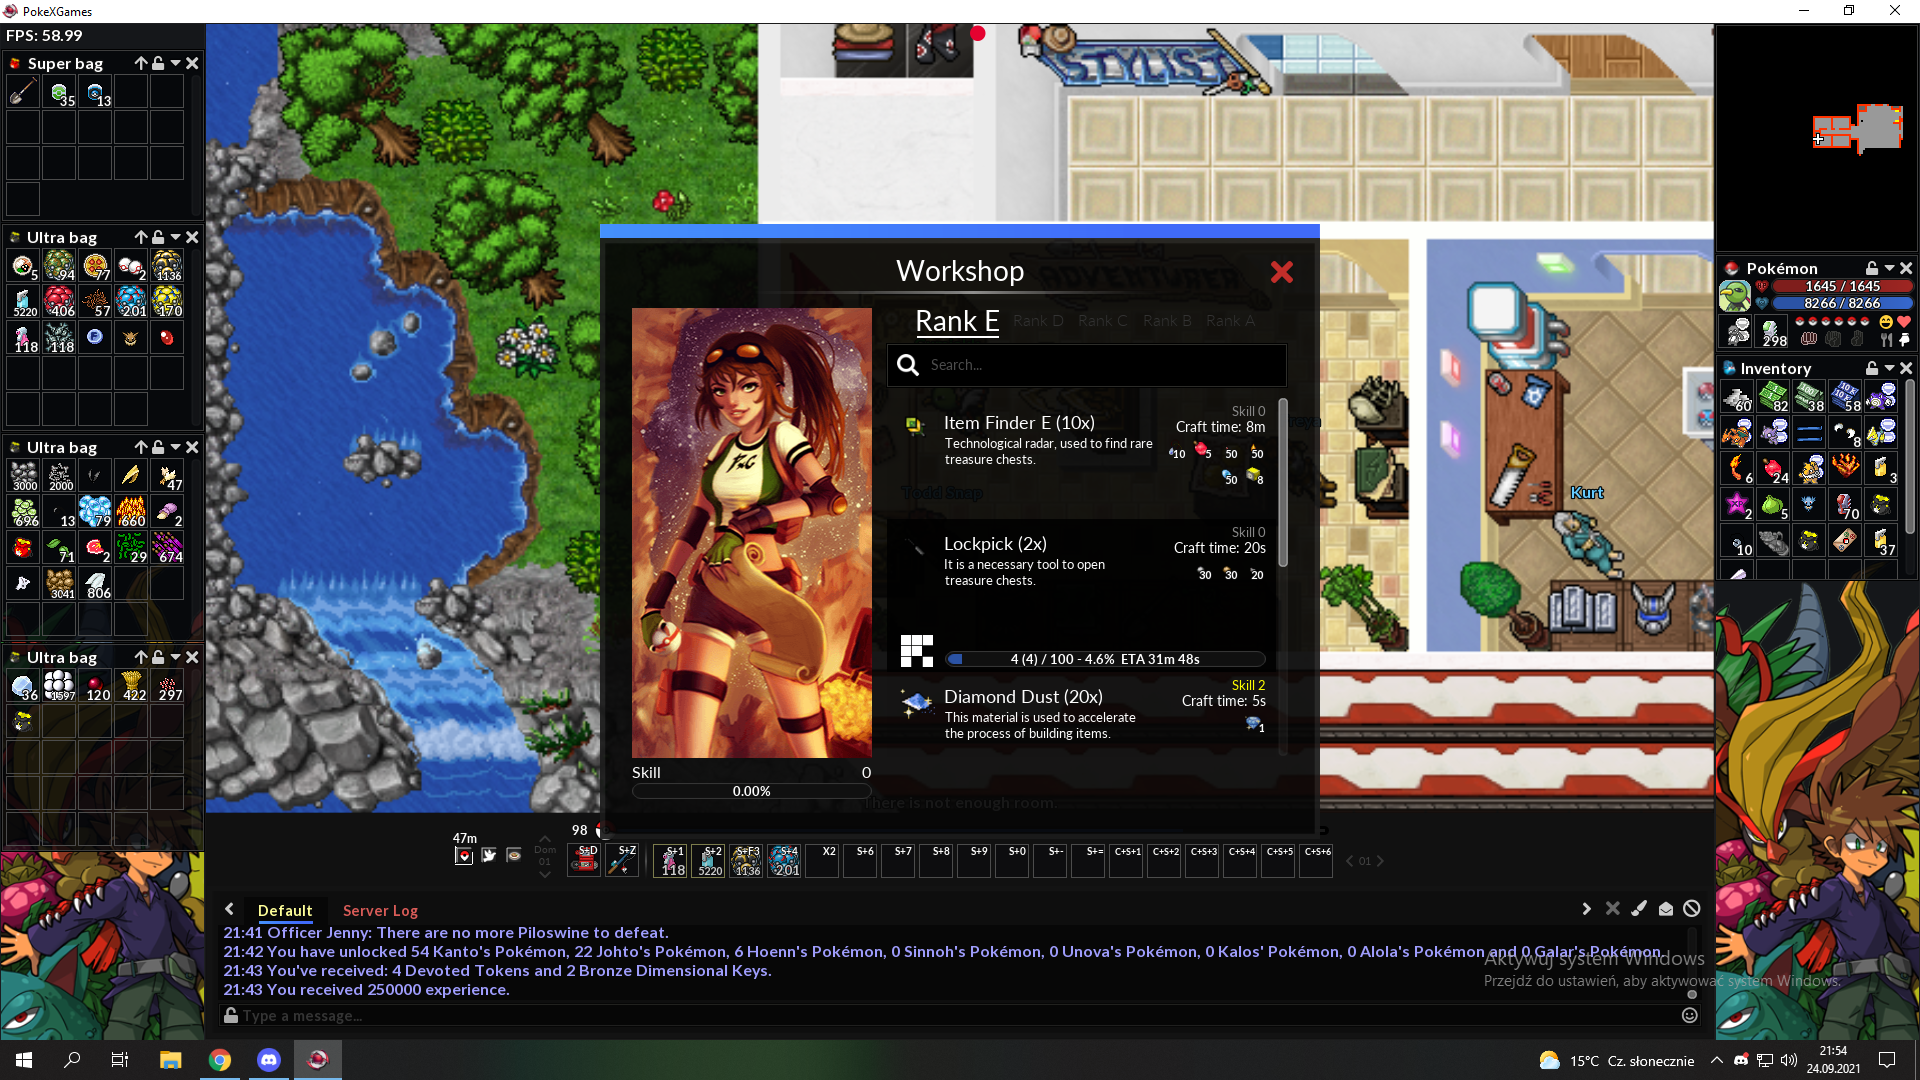 PokeXGames
FPS: 58.99
Super bag
35
13
Ultra bag
5
94
77
2
1136
5220
406
57
201
170
118
118
Ultra bag
3000
2000
47
696
13
79
660
2
71
2
29
674
3041
806
Ultra bag
36
1597
120
422
297
STYLIST
Workshop
Rank E
Rank D
Rank C
Rank B
Rank A
Search...
Item Finder E (10x)
Technological radar, used to find rare
treasure chests.
Skill 0
Craft time: 8m
10
5
50
50
50
8
Todd Snap
Lockpick (2x)
It is a necessary tool to open
treasure chests.
Skill 0
Craft time: 20s
30
30
20
4 (4) / 100 - 4.6% ETA 31m 48s
Diamond Dust (20x)
This material is used to accelerate
the process of building items.
Skill 2
Craft time: 5s
1
Skill 0
0.00%
There is not enough room.
Kurt
Pokémon
1645 / 1645
8266 / 8266
298
Inventory
60
82
38
58
8
6
24
3
2
5
70
10
37
47m
98
Dom
01
S+D
S+Z
S+1
118
S+2
5220
S+F3
1136
S+4
201
X2
S+6
S+7
S+8
S+9
S+0
S+-
S+=
C+S+1
C+S+2
C+S+3
C+S+4
C+S+5
C+S+6
01
Default
Server Log
21:41 Officer Jenny: There are no more Piloswine to defeat.
21:42 You have unlocked 54 Kanto's Pokémon, 22 Johto's Pokémon, 6 Hoenn's Pokémon, 0 Sinnoh's Pokémon, 0 Unova's Pokémon, 0 Kalos' Pokémon, 0 Alola's Pokémon and 0 Galar's Pokémon.
21:43 You've received: 4 Devoted Tokens and 2 Bronze Dimensional Keys.
21:43 You received 250000 experience.
Type a message...
Aktywuj system Windows
Przejdź do ustawień, aby aktywować system Windows.
15°C Cz. słonecznie
21:54
24.09.2021